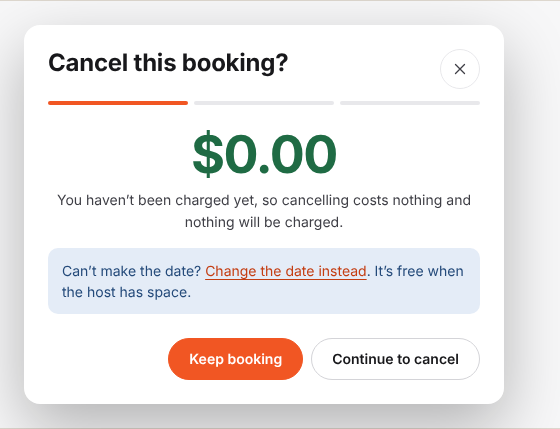 Cancel this booking?
$0.00
You haven’t been charged yet, so cancelling costs nothing and
nothing will be charged.
Can’t make the date? Change the date instead. It’s free when
the host has space.
Keep booking
Continue to cancel